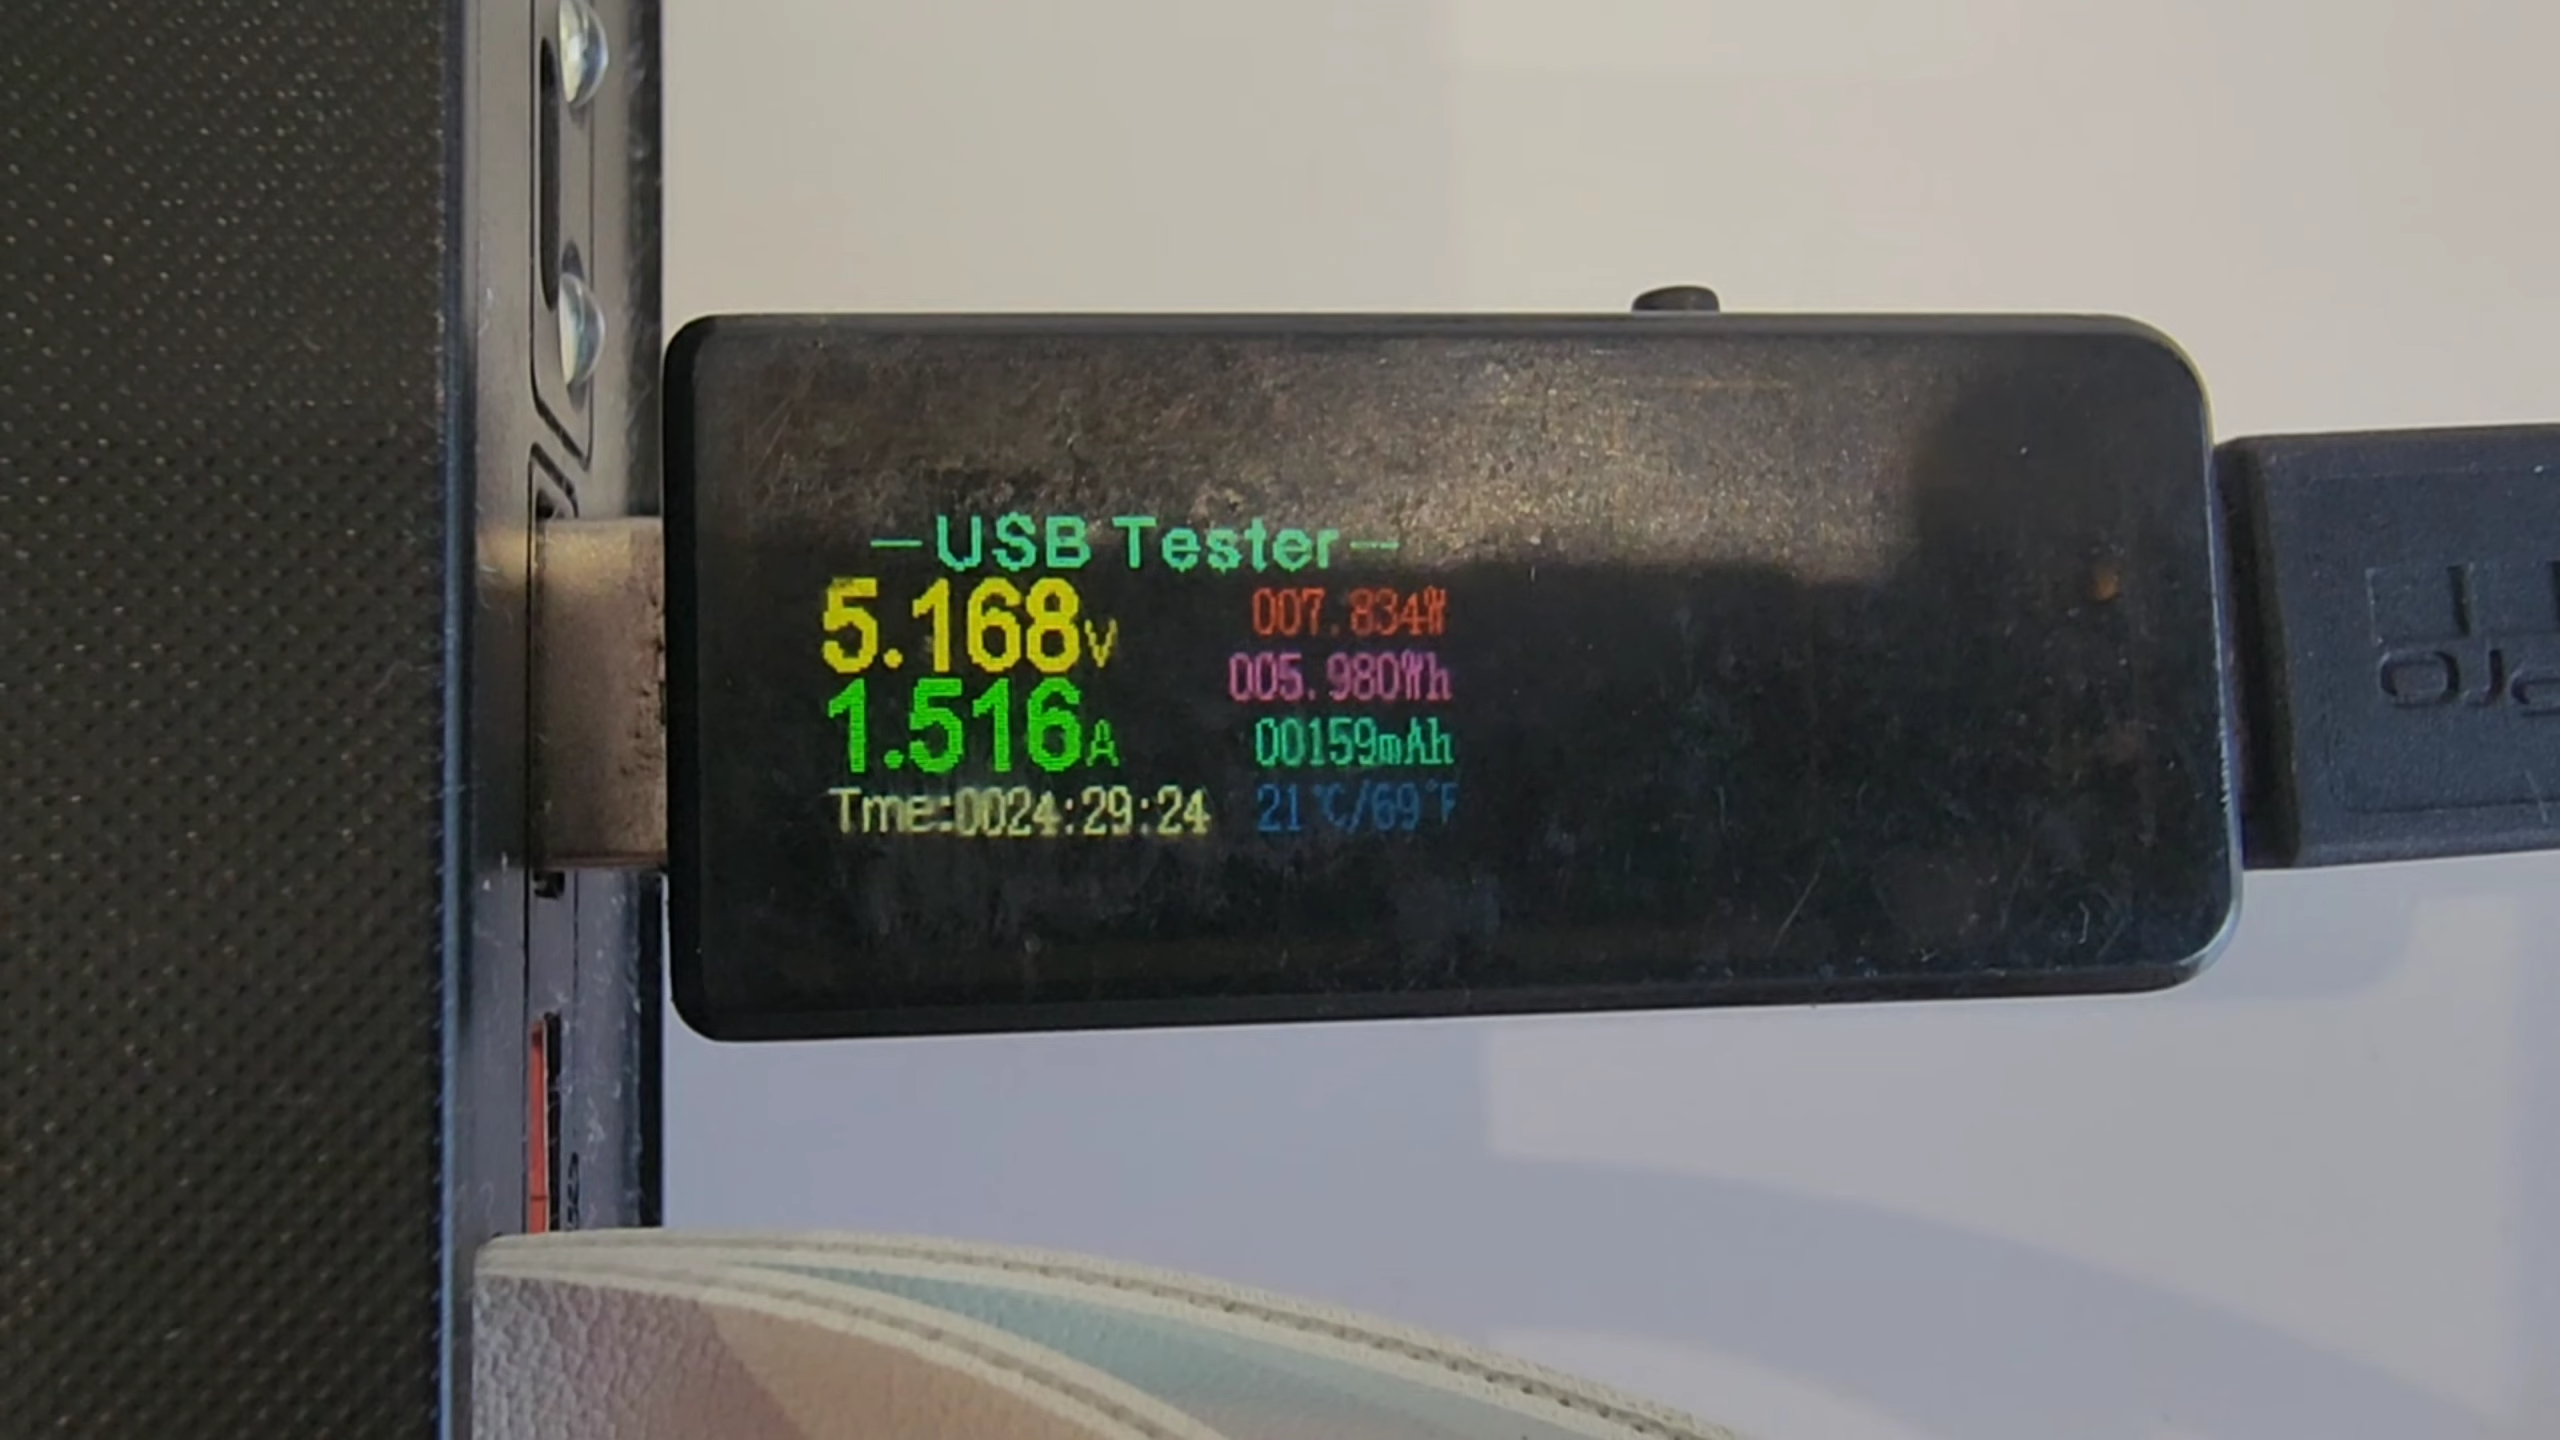 —USB Tester—
5.168V 007.834W
005.980Wh
1.516A 00159mAh
Tme:0024:29:24 21℃/69°F